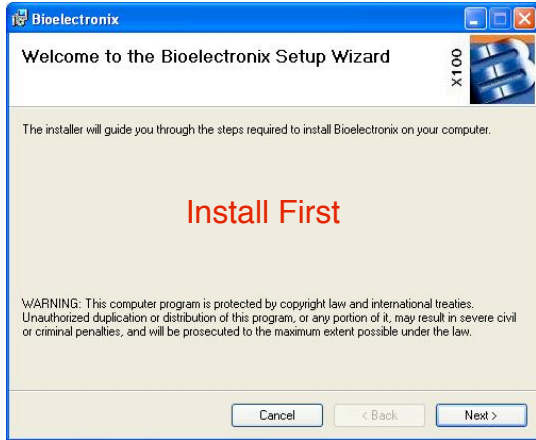 Bioelectronix
Welcome to the Bioelectronix Setup Wizard
X100
The installer will guide you through the steps required to install Bioelectronix on your computer.
Install First
WARNING: This computer program is protected by copyright law and international treaties.
Unauthorized duplication or distribution of this program, or any portion of it, may result in severe civil
or criminal penalties, and will be prosecuted to the maximum extent possible under the law.
Cancel
< Back
Next >